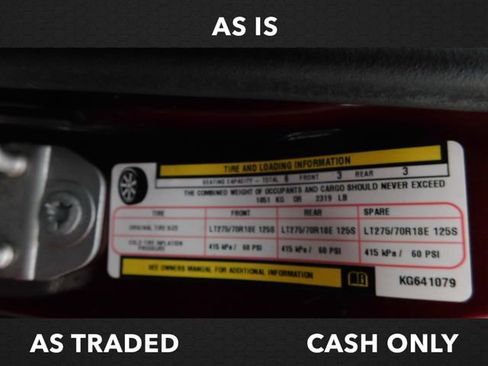 AS IS
TIRE AND LOADING INFORMATION
SEATING CAPACITY — TOTAL 6 FRONT 3 REAR 3
THE COMBINED WEIGHT OF OCCUPANTS AND CARGO SHOULD NEVER EXCEED
1051 KG OR 2319 LB
TIRE FRONT REAR SPARE
ORIGINAL TIRE SIZE LT275/70R18E 125S LT275/70R18E 125S LT275/70R18E 125S
COLD TIRE INFLATION PRESSURE 415 kPa / 60 PSI 415 kPa / 60 PSI 415 kPa / 60 PSI
SEE OWNERS MANUAL FOR ADDITIONAL INFORMATION
KG641079
AS TRADED CASH ONLY